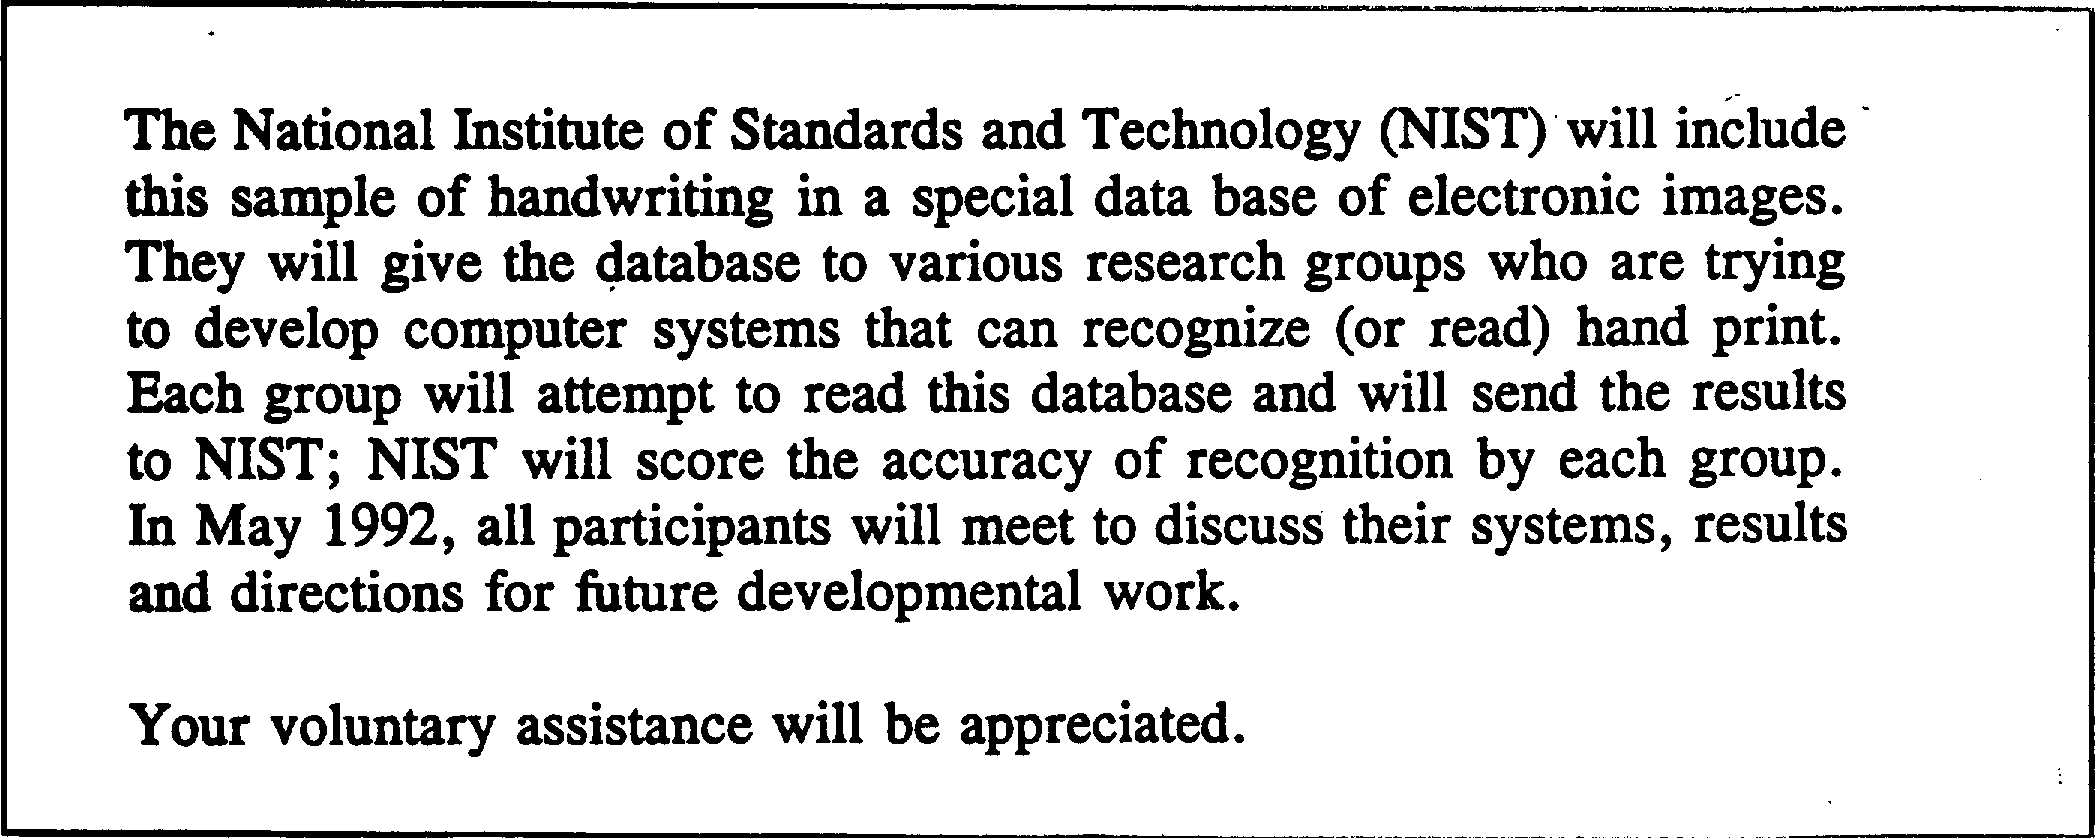 The National Institute of Standards and Technology (NIST) will include
this sample of handwriting in a special data base of electronic images.
They will give the database to various research groups who are trying
to develop computer systems that can recognize (or read) hand print.
Each group will attempt to read this database and will send the results
to NIST; NIST will score the accuracy of recognition by each group.
In May 1992, all participants will meet to discuss their systems, results
and directions for future developmental work.
Your voluntary assistance will be appreciated.